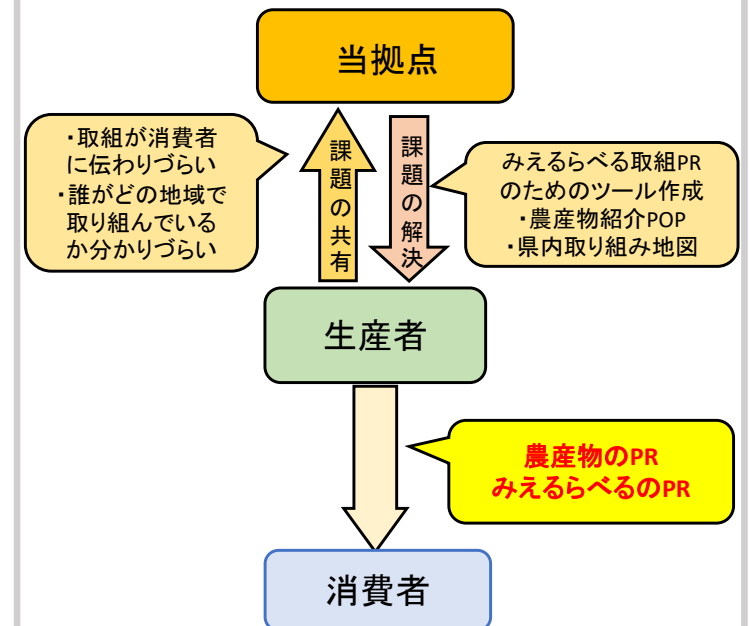 当拠点
・取組が消費者
に伝わりづらい
・誰がどの地域で
取り組んでいる
か分かりづらい
課題の共有
課題の解決
みえるらべる取組PR
のためのツール作成
・農産物紹介POP
・県内取り組み地図
生産者
農産物のPR
みえるらべるのPR
消費者